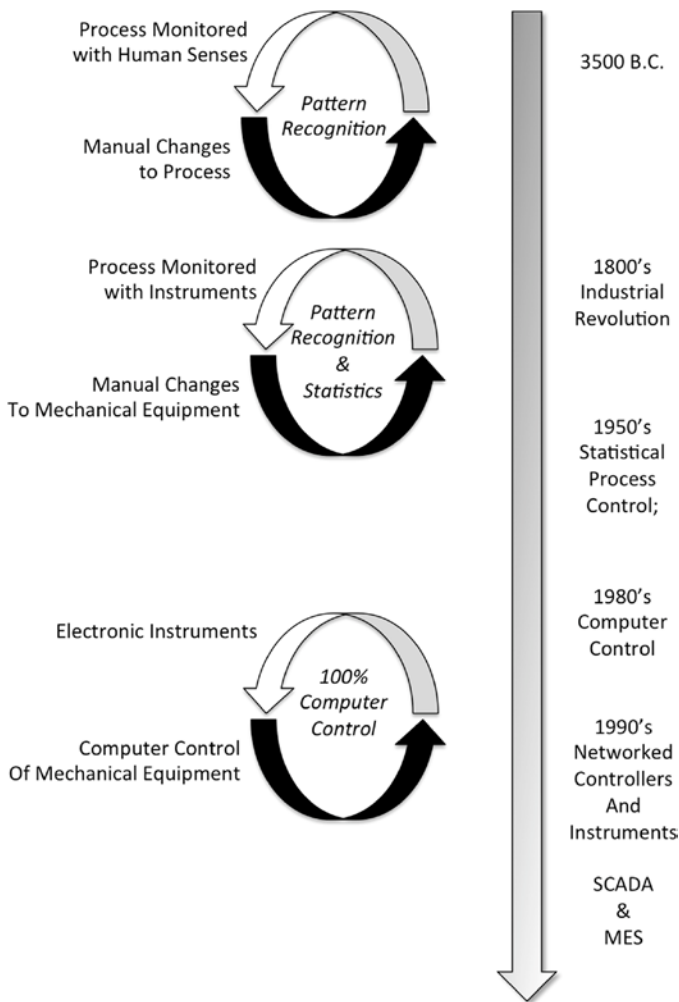 Process Monitored
with Human Senses
Pattern
Recognition
Manual Changes
to Process
3500 B.C.
Process Monitored
with Instruments
Pattern
Recognition
&
Statistics
Manual Changes
To Mechanical Equipment
1800's
Industrial
Revolution
1950's
Statistical
Process
Control;
Electronic Instruments
100%
Computer
Control
Computer Control
Of Mechanical Equipment
1980's
Computer
Control
1990's
Networked
Controllers
And
Instruments
SCADA
&
MES